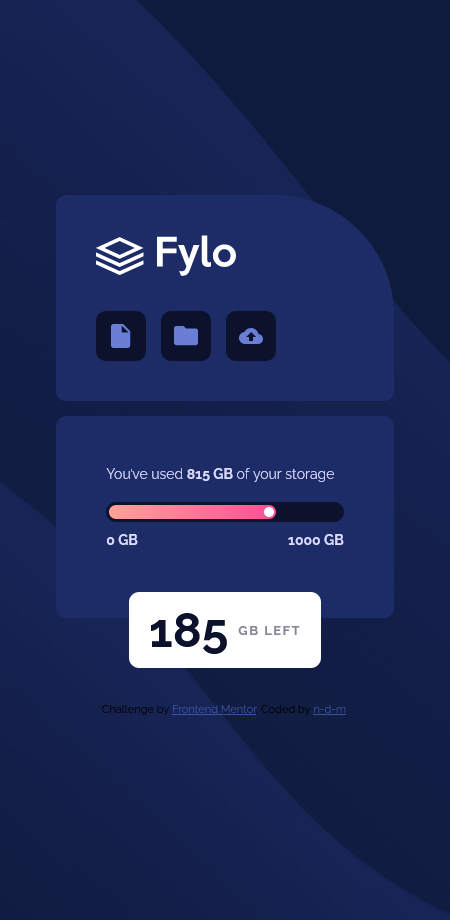 Fylo
You've used 815 GB of your storage
0 GB 1000 GB
185 GB LEFT
Challenge by Frontend Mentor Coded by n-d-m